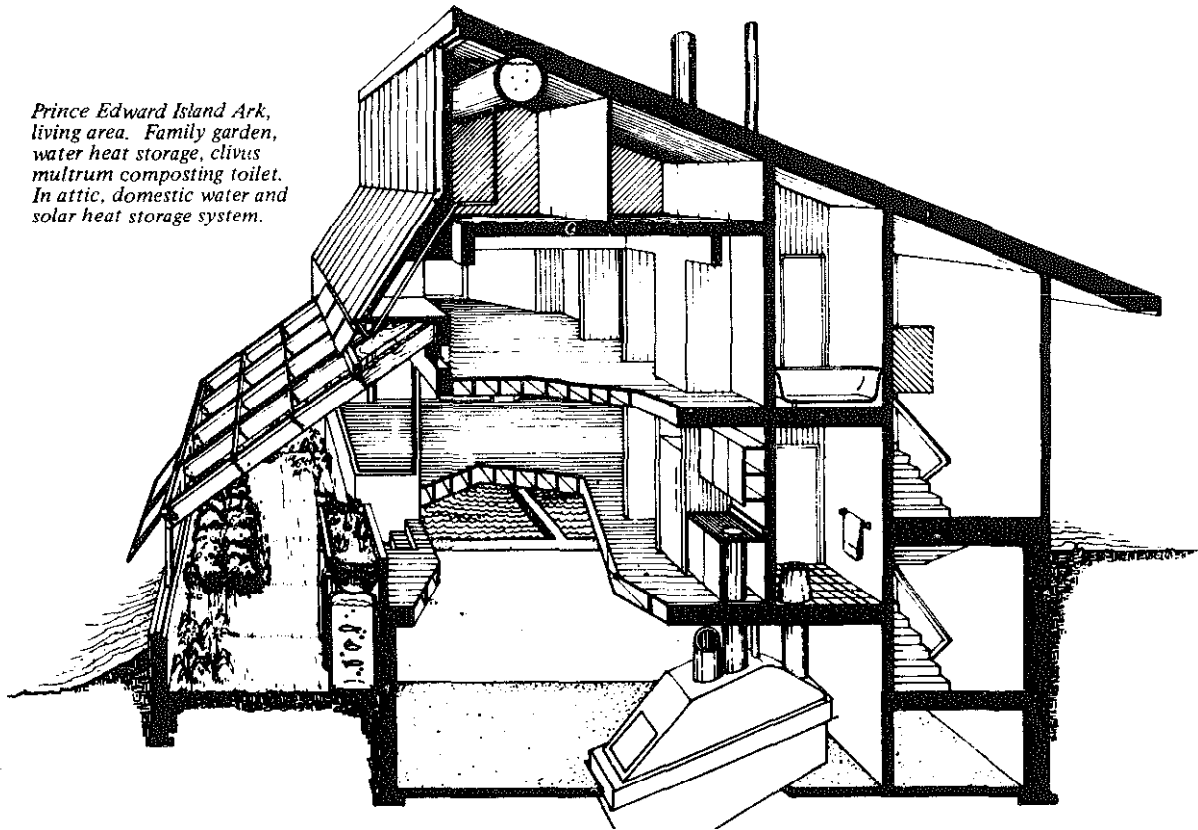 Prince Edward Island Ark,
living area. Family garden,
water heat storage, clivus
multrum composting toilet.
In attic, domestic water and
solar heat storage system.